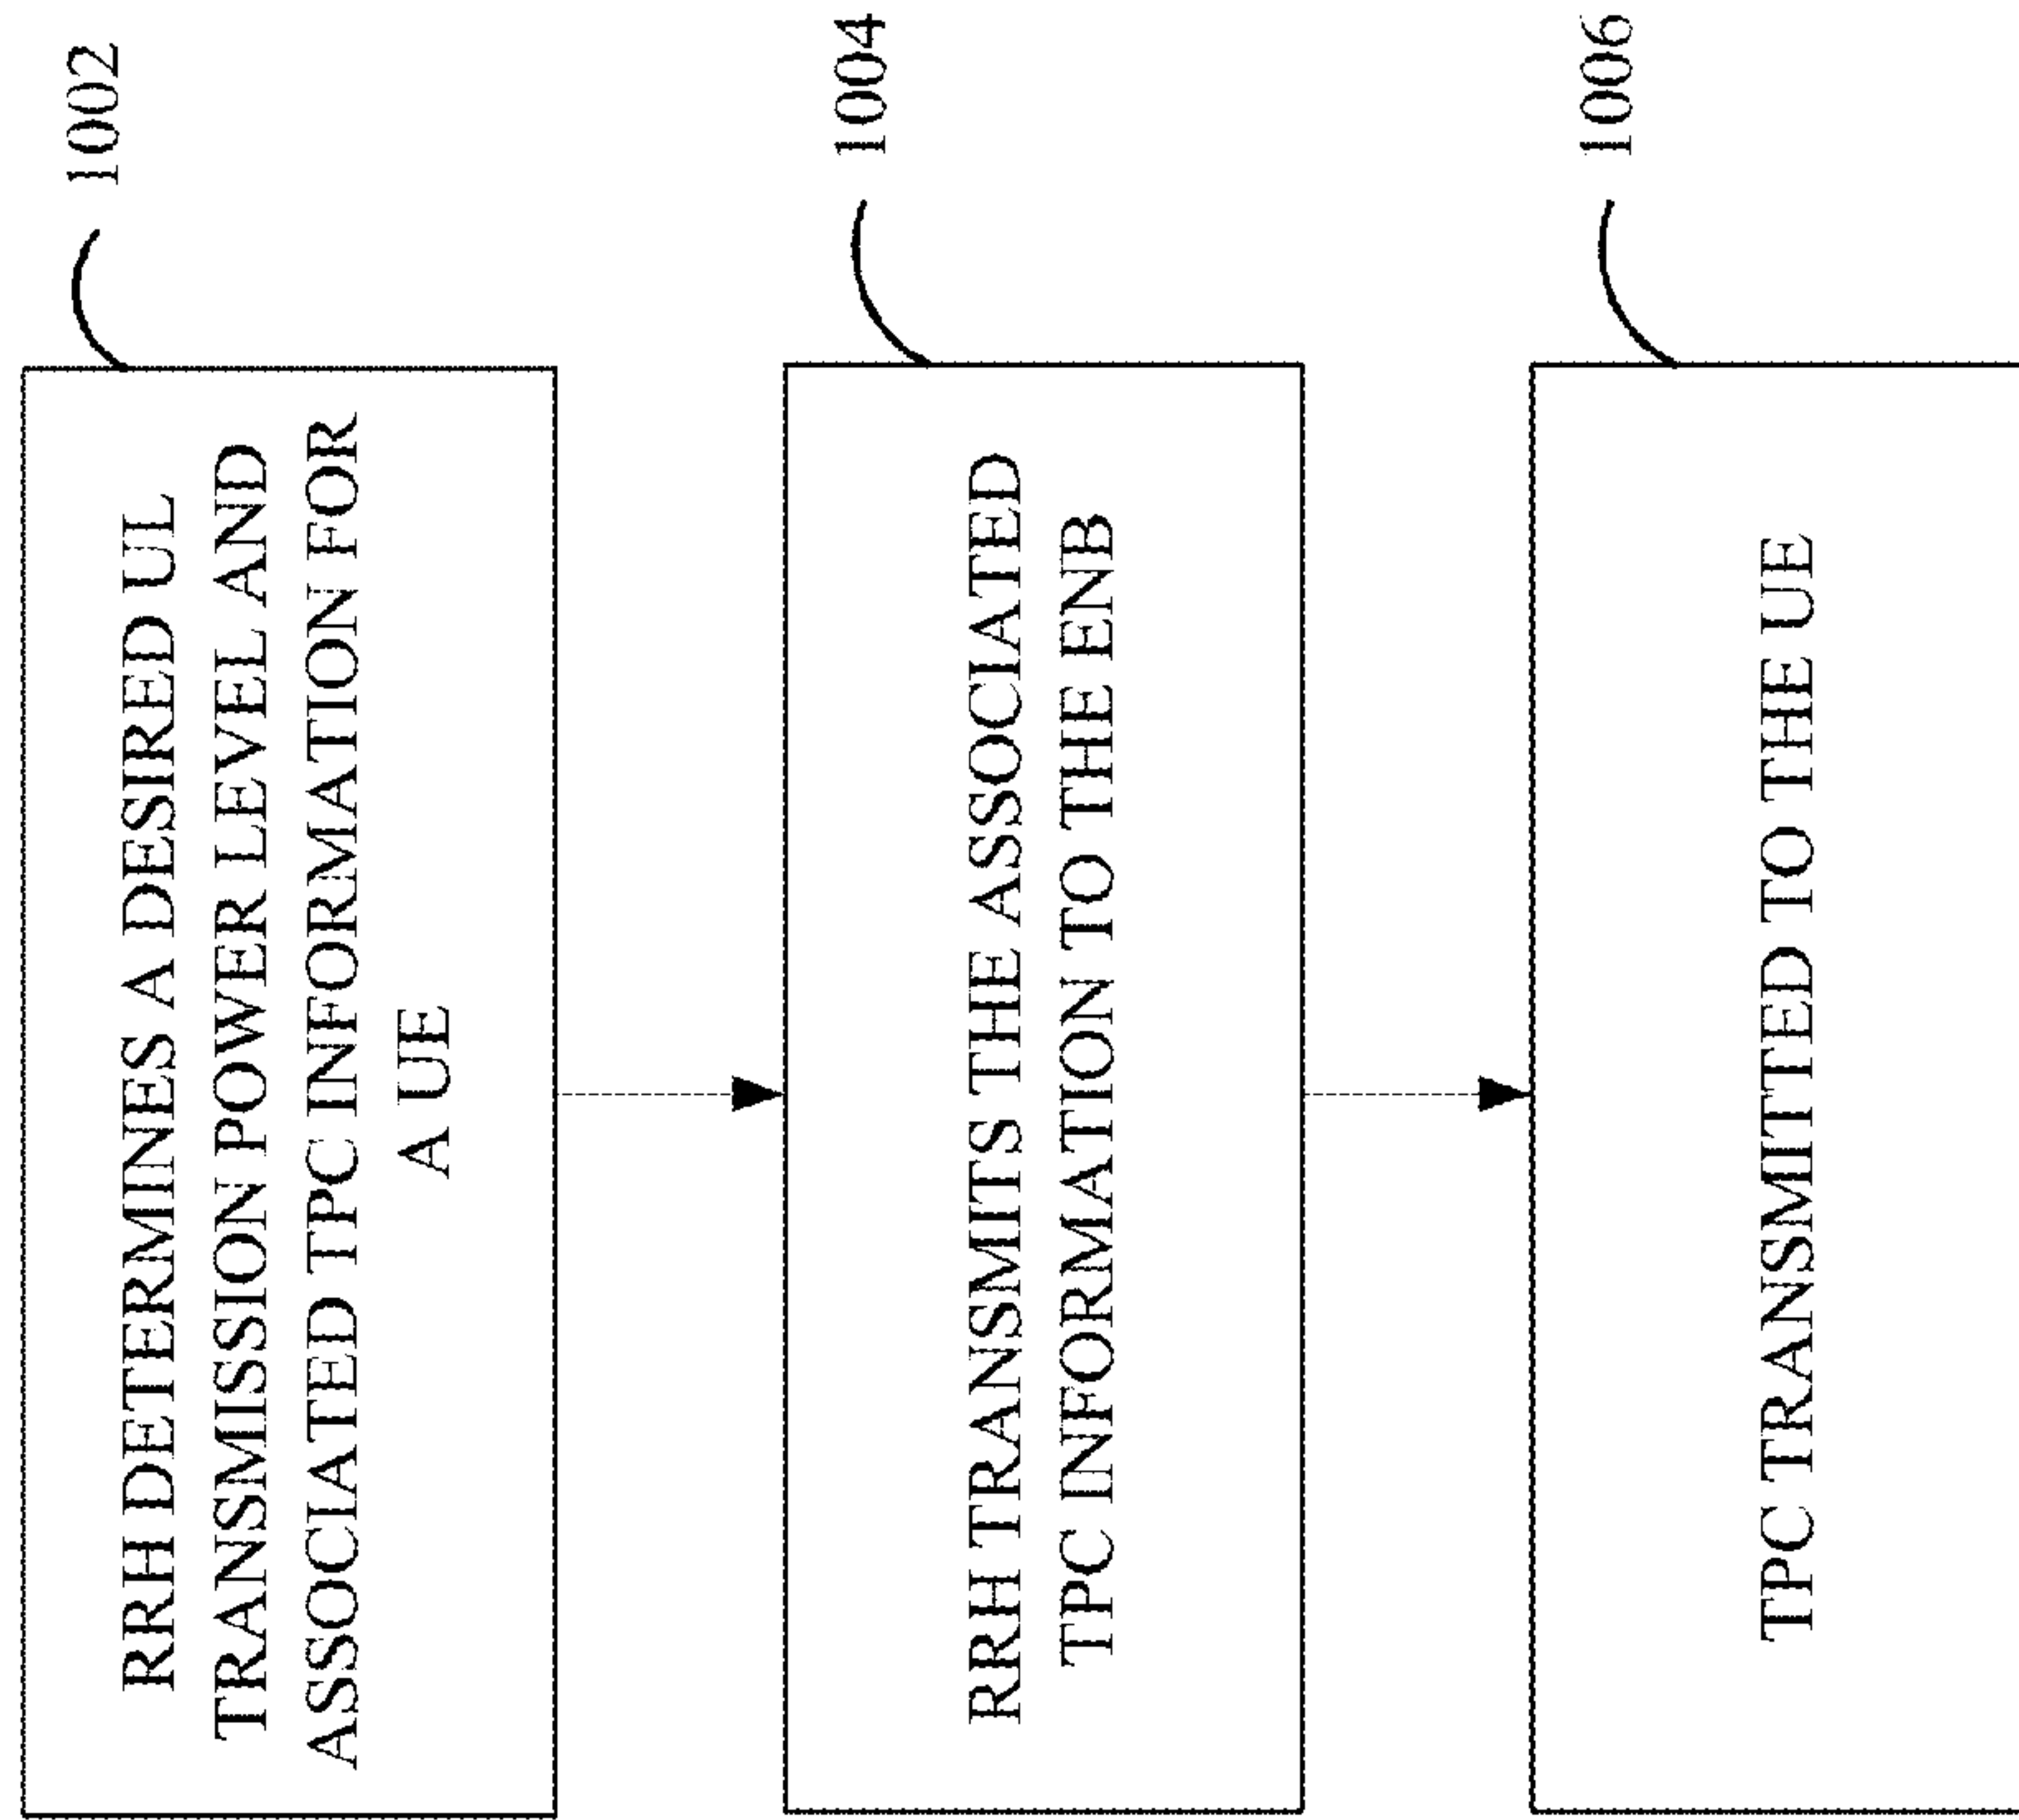 1002
RRH DETERMINES A DESIRED UL
TRANSMISSION POWER LEVEL AND
ASSOCIATED TPC INFORMATION FOR
A UE
1004
RRH TRANSMITS THE ASSOCIATED
TPC INFORMATION TO THE ENB
1006
TPC TRANSMITTED TO THE UE